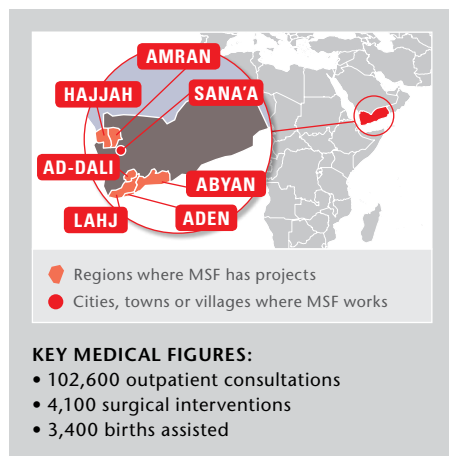 AMRAN
HAJJAH
SANA'A
AD-DALI
ABYAN
LAHJ
ADEN
Regions where MSF has projects
Cities, towns or villages where MSF works
KEY MEDICAL FIGURES:
• 102,600 outpatient consultations
• 4,100 surgical interventions
• 3,400 births assisted